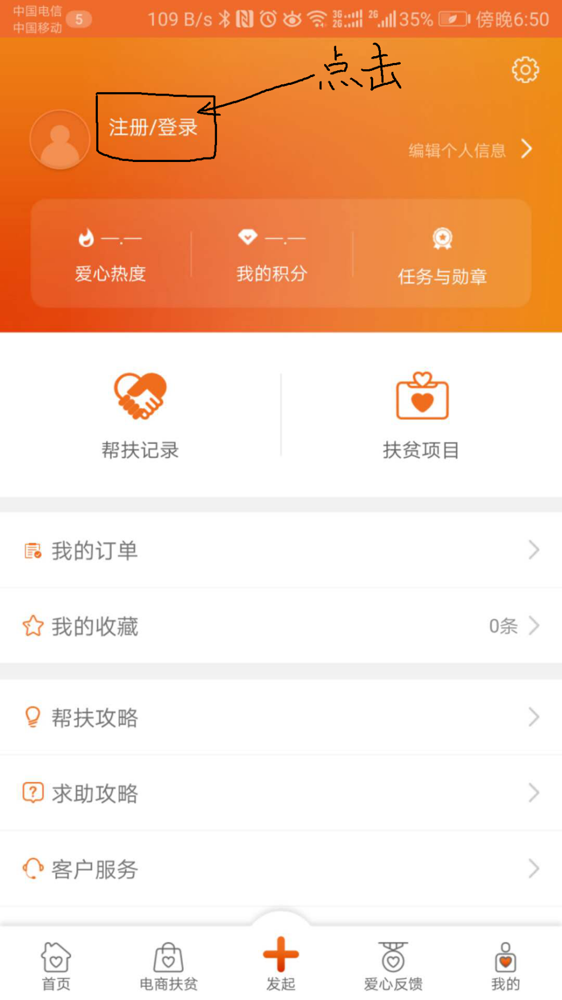 中国电信
中国移动
5
109 B/s
3G
2G
2G
35%
傍晚6:50
点击
注册/登录
编辑个人信息
—.—
—.—
爱心热度
我的积分
任务与勋章
帮扶记录
扶贫项目
我的订单
我的收藏
0条
帮扶攻略
求助攻略
客户服务
首页
电商扶贫
发起
爱心反馈
我的